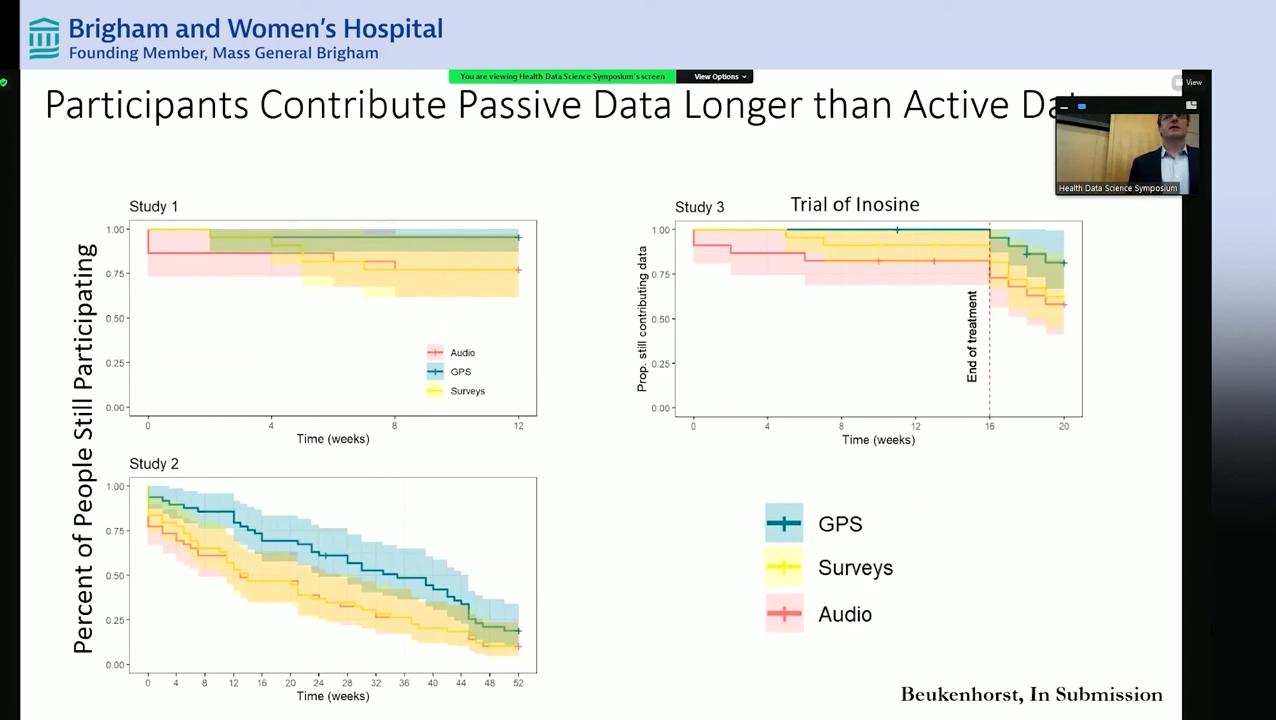 Brigham and Women's Hospital
Founding Member, Mass General Brigham
You are viewing Health Data Science Symposium's screen
View Options
View
Participants Contribute Passive Data Longer than Active
Health Data Science Symposium
Percent of People Still Participating
Study 1
1.00
0.75
0.50
0.25
0.00
Audio
GPS
Surveys
0 4 8 12
Time (weeks)
Study 3
Trial of Inosine
Prop. still contributing data
1.00
0.75
0.50
0.25
0.00
End of treatment
0 4 8 12 16 20
Time (weeks)
Study 2
1.00
0.75
0.50
0.25
0.00
0 4 8 12 16 20 24 28 32 36 40 44 48 52
Time (weeks)
GPS
Surveys
Audio
Beukenhorst, In Submission